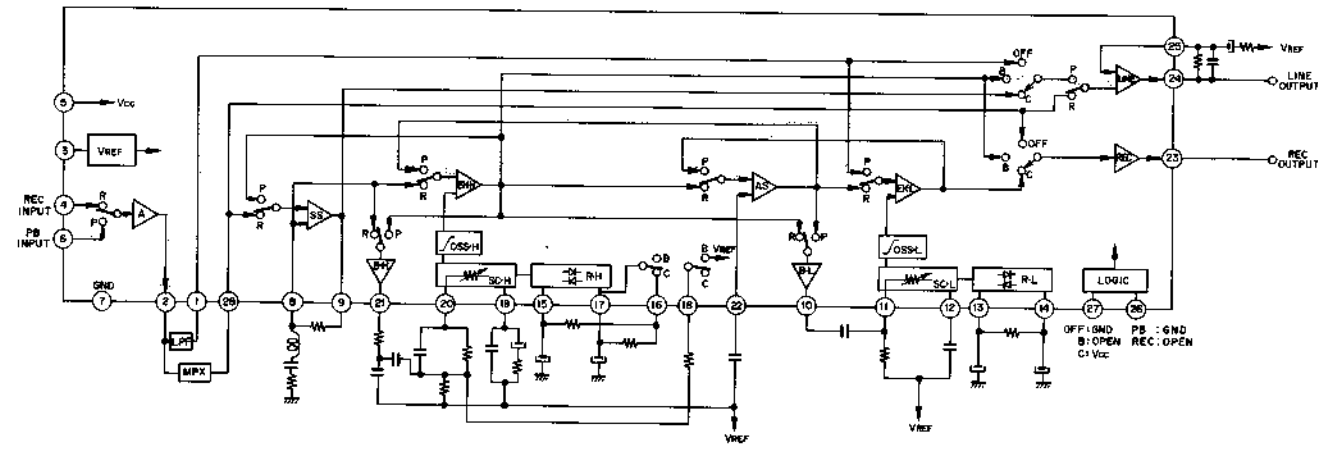 25
VREF
OFF
P
LINE
24
LINE OUTPUT
B
C
R
5
VCC
3
VREF
OFF
B
C
REC
23
REC OUTPUT
P
R
SS
P
R
P
R
AS
P
R
REC INPUT
4
R
A
PB INPUT
6
P
R
P
B·H
OSS·H
SC·H
R·H
B
C
B
VREF
C
R
P
B·L
OSS·L
SC·L
R·L
LOGIC
GND
7
2
1
28
8
9
21
20
19
15
17
16
18
22
10
11
12
13
14
27
26
LPF
MPX
OFF:GND PB :GND
B:OPEN REC:OPEN
C:VCC
VREF
VREF